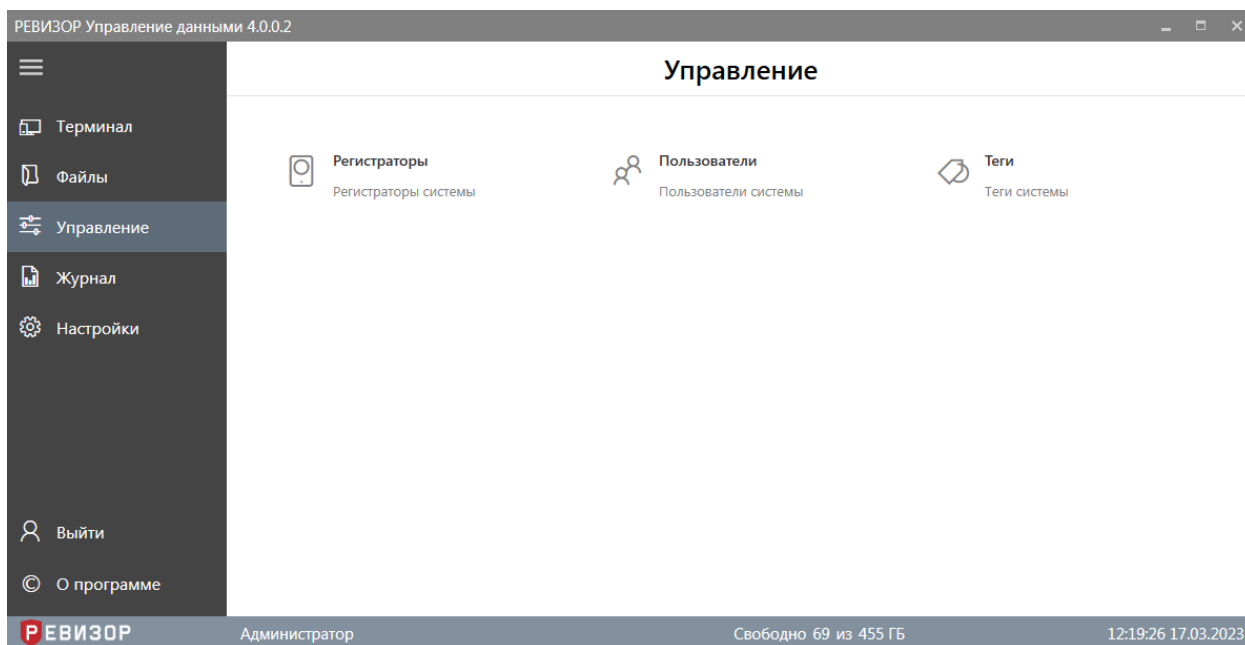 РЕВИЗОР Управление данными 4.0.0.2
Управление
Терминал
Файлы
Управление
Журнал
Настройки
Регистраторы
Регистраторы системы
Пользователи
Пользователи системы
Теги
Теги системы
Выйти
О программе
РЕВИЗОР
Администратор
Свободно 69 из 455 ГБ
12:19:26 17.03.2023